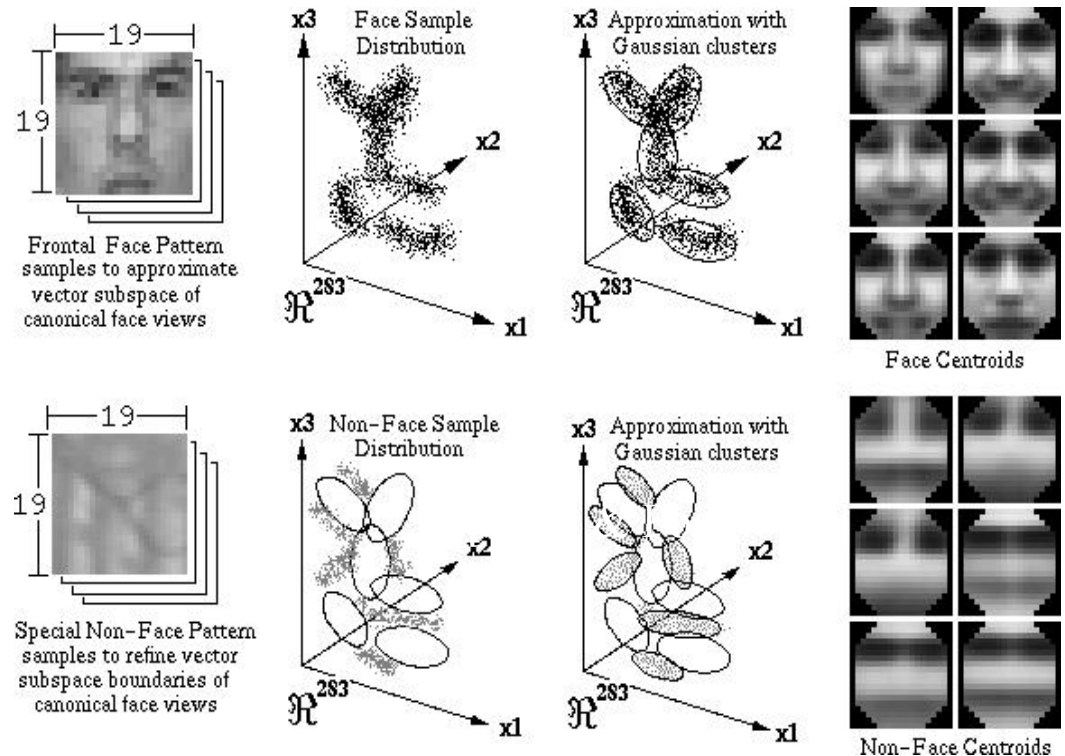 19
19
Frontal Face Pattern
samples to approximate
vector subspace of
canonical face views
x3
Face Sample
Distribution
x2
ℜ283
x1
Approximation with
Gaussian clusters
x2
ℜ283
x1
Face Centroids
19
19
Special Non-Face Pattern
samples to refine vector
subspace boundaries of
canonical face views
x3
Non-Face Sample
Distribution
x2
ℜ283
x1
x3
Approximation with
Gaussian clusters
x2
ℜ283
x1
Non-Face Centroids
x3